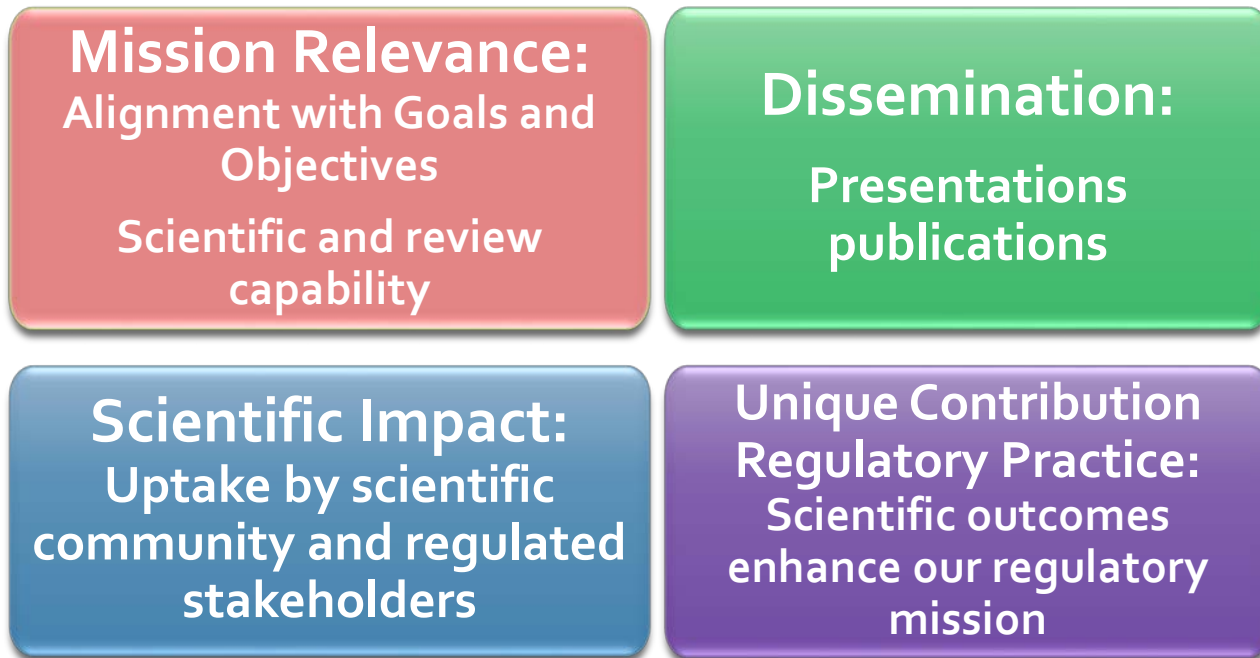 Mission Relevance:
Alignment with Goals and
Objectives
Scientific and review
capability
Dissemination:
Presentations
publications
Scientific Impact:
Uptake by scientific
community and regulated
stakeholders
Unique Contribution
Regulatory Practice:
Scientific outcomes
enhance our regulatory
mission